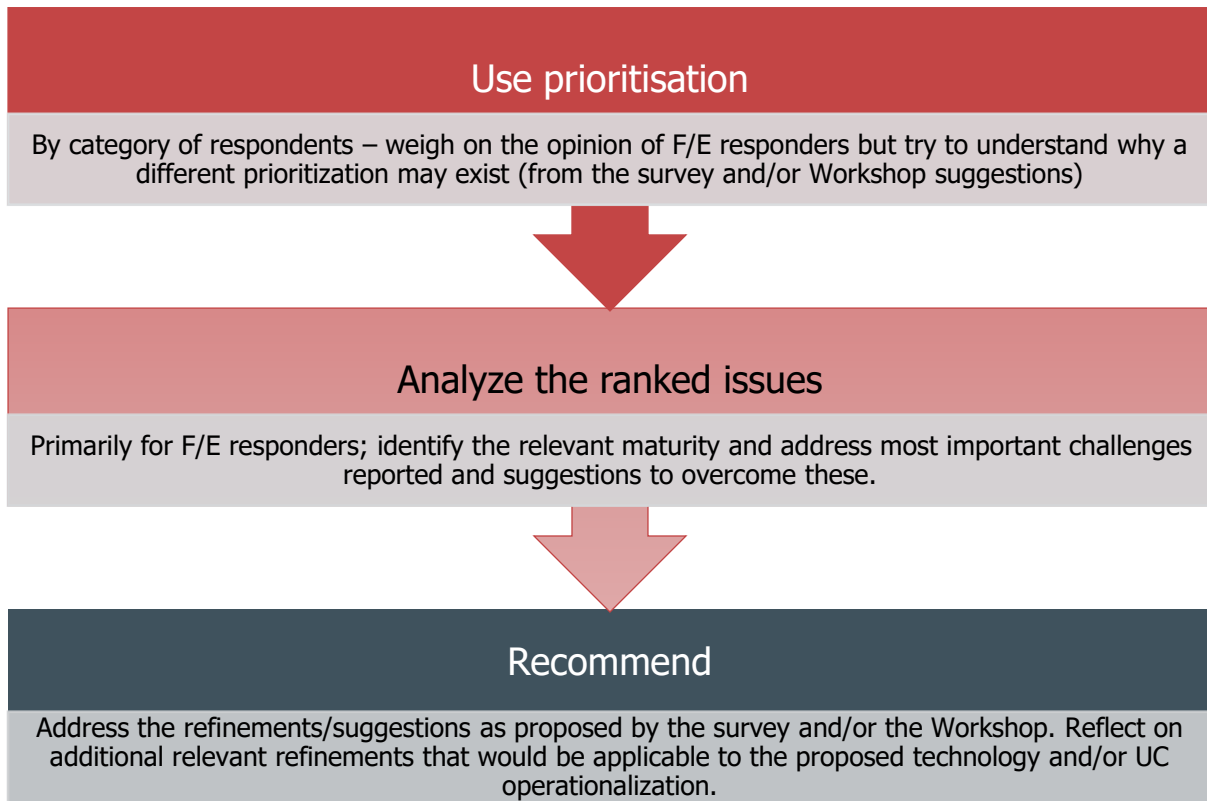 Use prioritisation
By category of respondents – weigh on the opinion of F/E responders but try to understand why a
different prioritization may exist (from the survey and/or Workshop suggestions)
Analyze the ranked issues
Primarily for F/E responders; identify the relevant maturity and address most important challenges
reported and suggestions to overcome these.
Recommend
Address the refinements/suggestions as proposed by the survey and/or the Workshop. Reflect on
additional relevant refinements that would be applicable to the proposed technology and/or UC
operationalization.